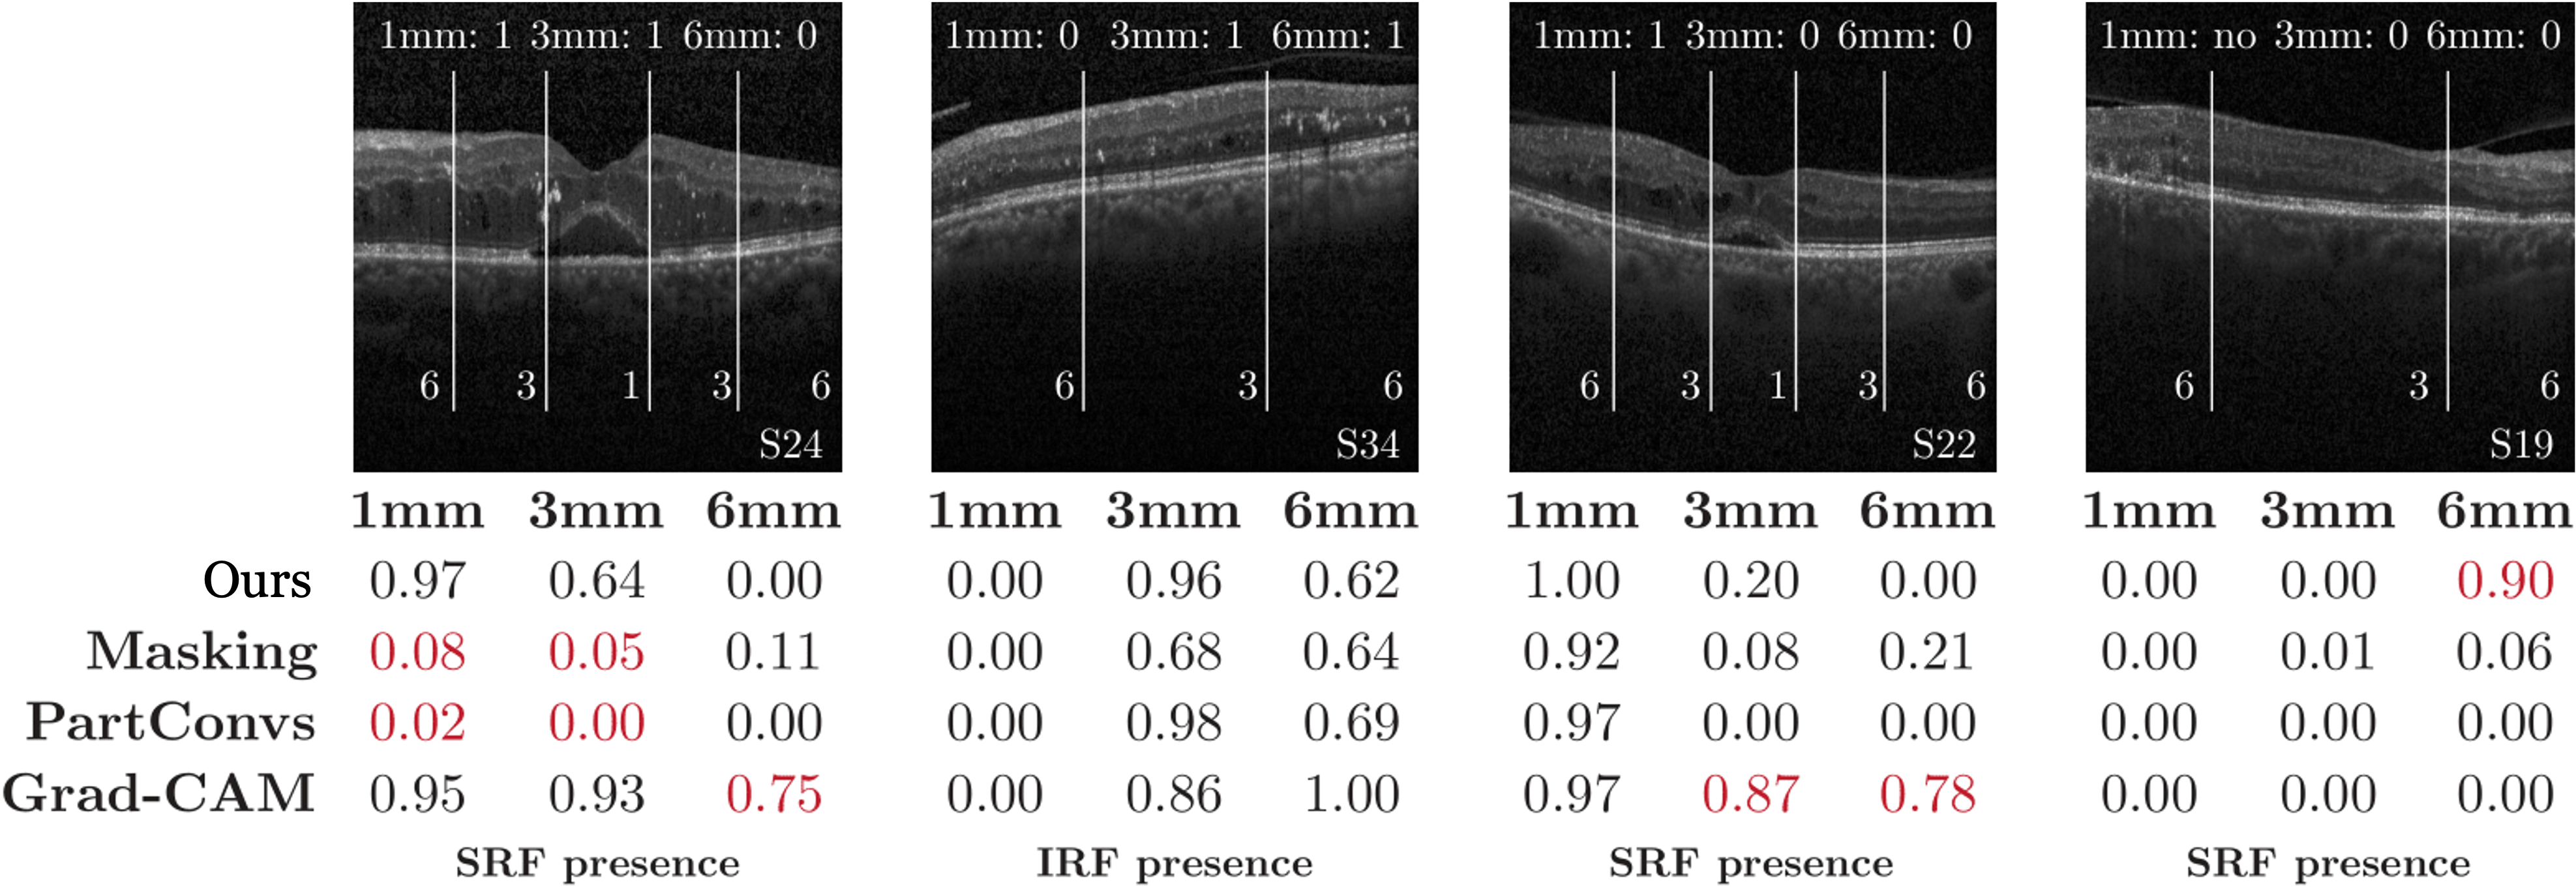 1mm: 1 3mm: 1 6mm: 0
1mm: 0 3mm: 1 6mm: 1
1mm: 1 3mm: 0 6mm: 0
1mm: no 3mm: 0 6mm: 0
6 3 1 3 6
6 3 6
6 3 1 3 6
6 3 6
S24
S34
S22
S19
1mm 3mm 6mm 1mm 3mm 6mm 1mm 3mm 6mm 1mm 3mm 6mm
Ours 0.97 0.64 0.00 0.00 0.96 0.62 1.00 0.20 0.00 0.00 0.00 0.90
Masking 0.08 0.05 0.11 0.00 0.68 0.64 0.92 0.08 0.21 0.00 0.01 0.06
PartConvs 0.02 0.00 0.00 0.00 0.98 0.69 0.97 0.00 0.00 0.00 0.00 0.00
Grad-CAM 0.95 0.93 0.75 0.00 0.86 1.00 0.97 0.87 0.78 0.00 0.00 0.00
SRF presence IRF presence SRF presence SRF presence